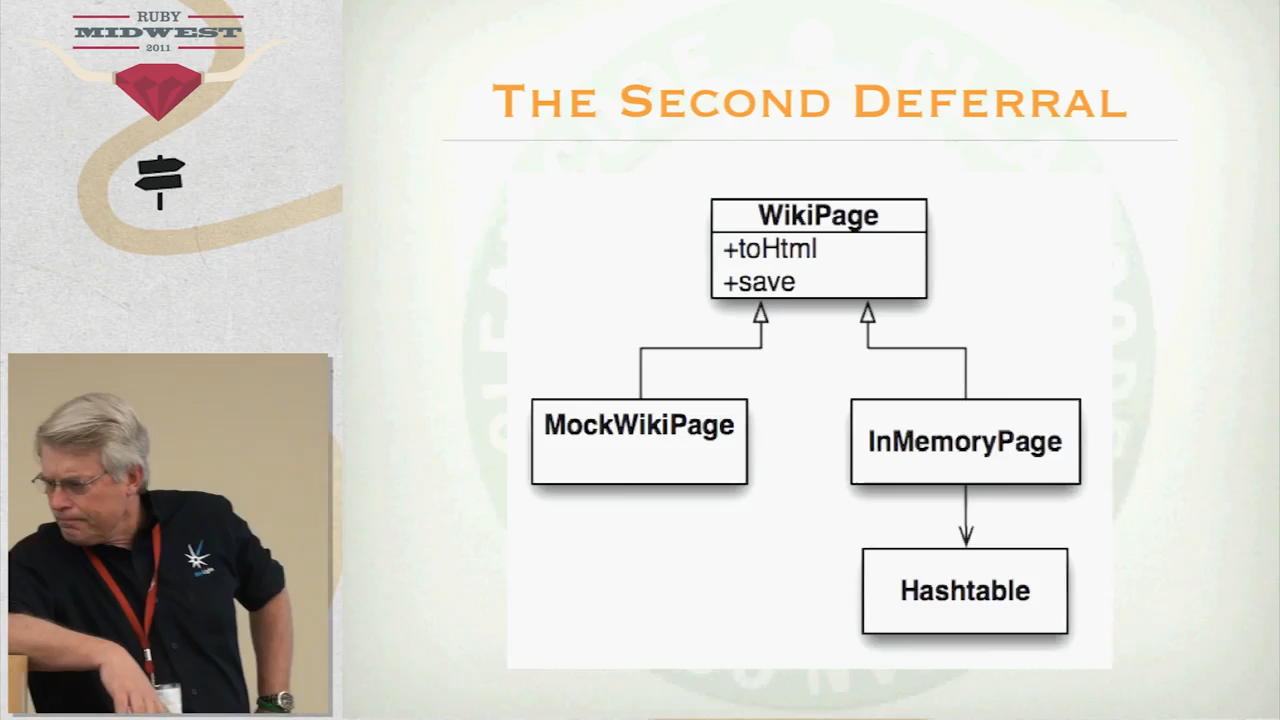 RUBY
MIDWEST
2011
THE SECOND DEFERRAL
WikiPage
+toHtml
+save
MockWikiPage
InMemoryPage
Hashtable